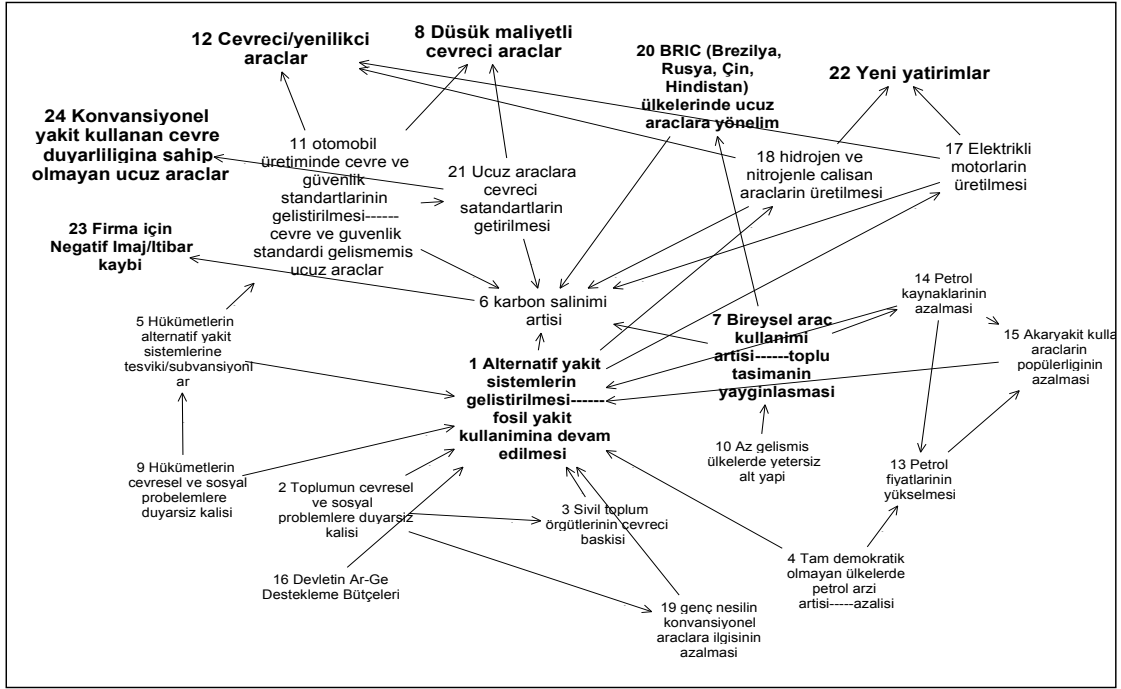 12 Cevreci/yenilikci
araclar
8 Düsük maliyetli
cevreci araclar
20 BRIC (Brezilya,
Rusya, Çin,
Hindistan)
ülkelerinde ucuz
araclara yönelim
22 Yeni yatirimlar
24 Konvansiyonel
yakit kullanan cevre
duyarliligina sahip
olmayan ucuz araclar
11 otomobil
üretiminde cevre ve
güvenlik
standartlarinin
gelistirilmesi------
cevre ve guvenlik
standardi gelismemis
ucuz araclar
21 Ucuz araclara
cevreci
satandartlarin
getirilmesi
18 hidrojen ve
nitrojenle calisan
araclarin üretilmesi
17 Elektrikli
motorlarin
üretilmesi
23 Firma için
Negatif Imaj/Itibar
kaybi
6 karbon salinimi
artisi
14 Petrol
kaynaklarinin
azalmasi
5 Hükümetlerin
alternatif yakit
sistemlerine
tesviki/subvansiyonl
ar
7 Bireysel arac
kullanimi
artisi------toplu
tasimanin
yayginlasmasi
15 Akaryakit kulla
araclarin
popülerliginin
azalmasi
1 Alternatif yakit
sistemlerin
gelistirilmesi------
fosil yakit
kullanimina devam
edilmesi
10 Az gelismis
ülkelerde yetersiz
alt yapi
9 Hükümetlerin
cevresel ve sosyal
probelemlere
duyarsiz kalisi
2 Toplumun cevresel
ve sosyal
problemlere duyarsiz
kalisi
3 Sivil toplum
örgütlerinin cevreci
baskisi
13 Petrol
fiyatlarinin
yükselmesi
16 Devletin Ar-Ge
Destekleme Bütçeleri
4 Tam demokratik
olmayan ülkelerde
petrol arzi
artisi-----azalisi
19 genç nesilin
konvansiyonel
araclara ilgisinin
azalmasi